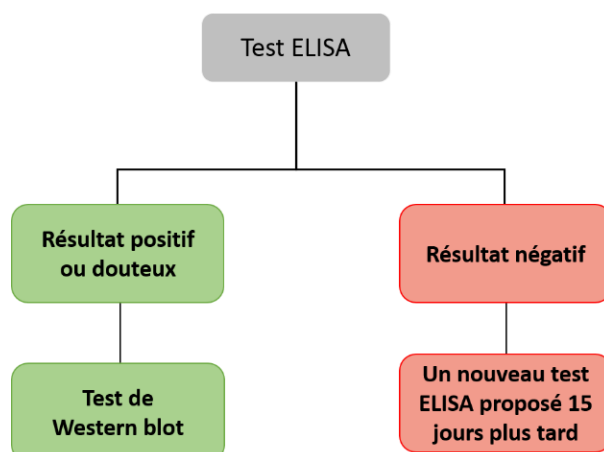 Test ELISA
Résultat positif
ou douteux
Résultat négatif
Test de
Western blot
Un nouveau test
ELISA proposé 15
jours plus tard